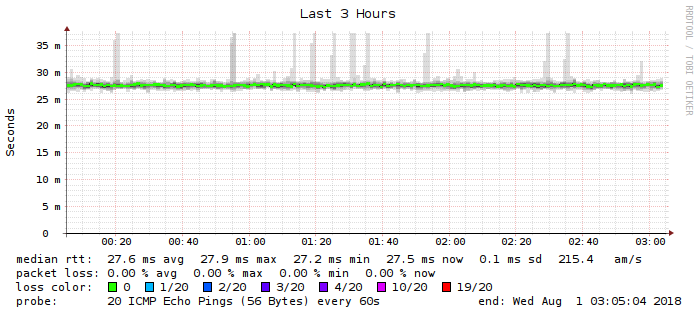 Last 3 Hours
RRDTOOL / TOBI OETIKER
Seconds
35 m
30 m
25 m
20 m
15 m
10 m
5 m
0
00:20 00:40 01:00 01:20 01:40 02:00 02:20 02:40 03:00
median rtt: 27.6 ms avg 27.9 ms max 27.2 ms min 27.5 ms now 0.1 ms sd 215.4 am/s
packet loss: 0.00 % avg 0.00 % max 0.00 % min 0.00 % now
loss color: 0 1/20 2/20 3/20 4/20 10/20 19/20
probe: 20 ICMP Echo Pings (56 Bytes) every 60s end: Wed Aug 1 03:05:04 2018